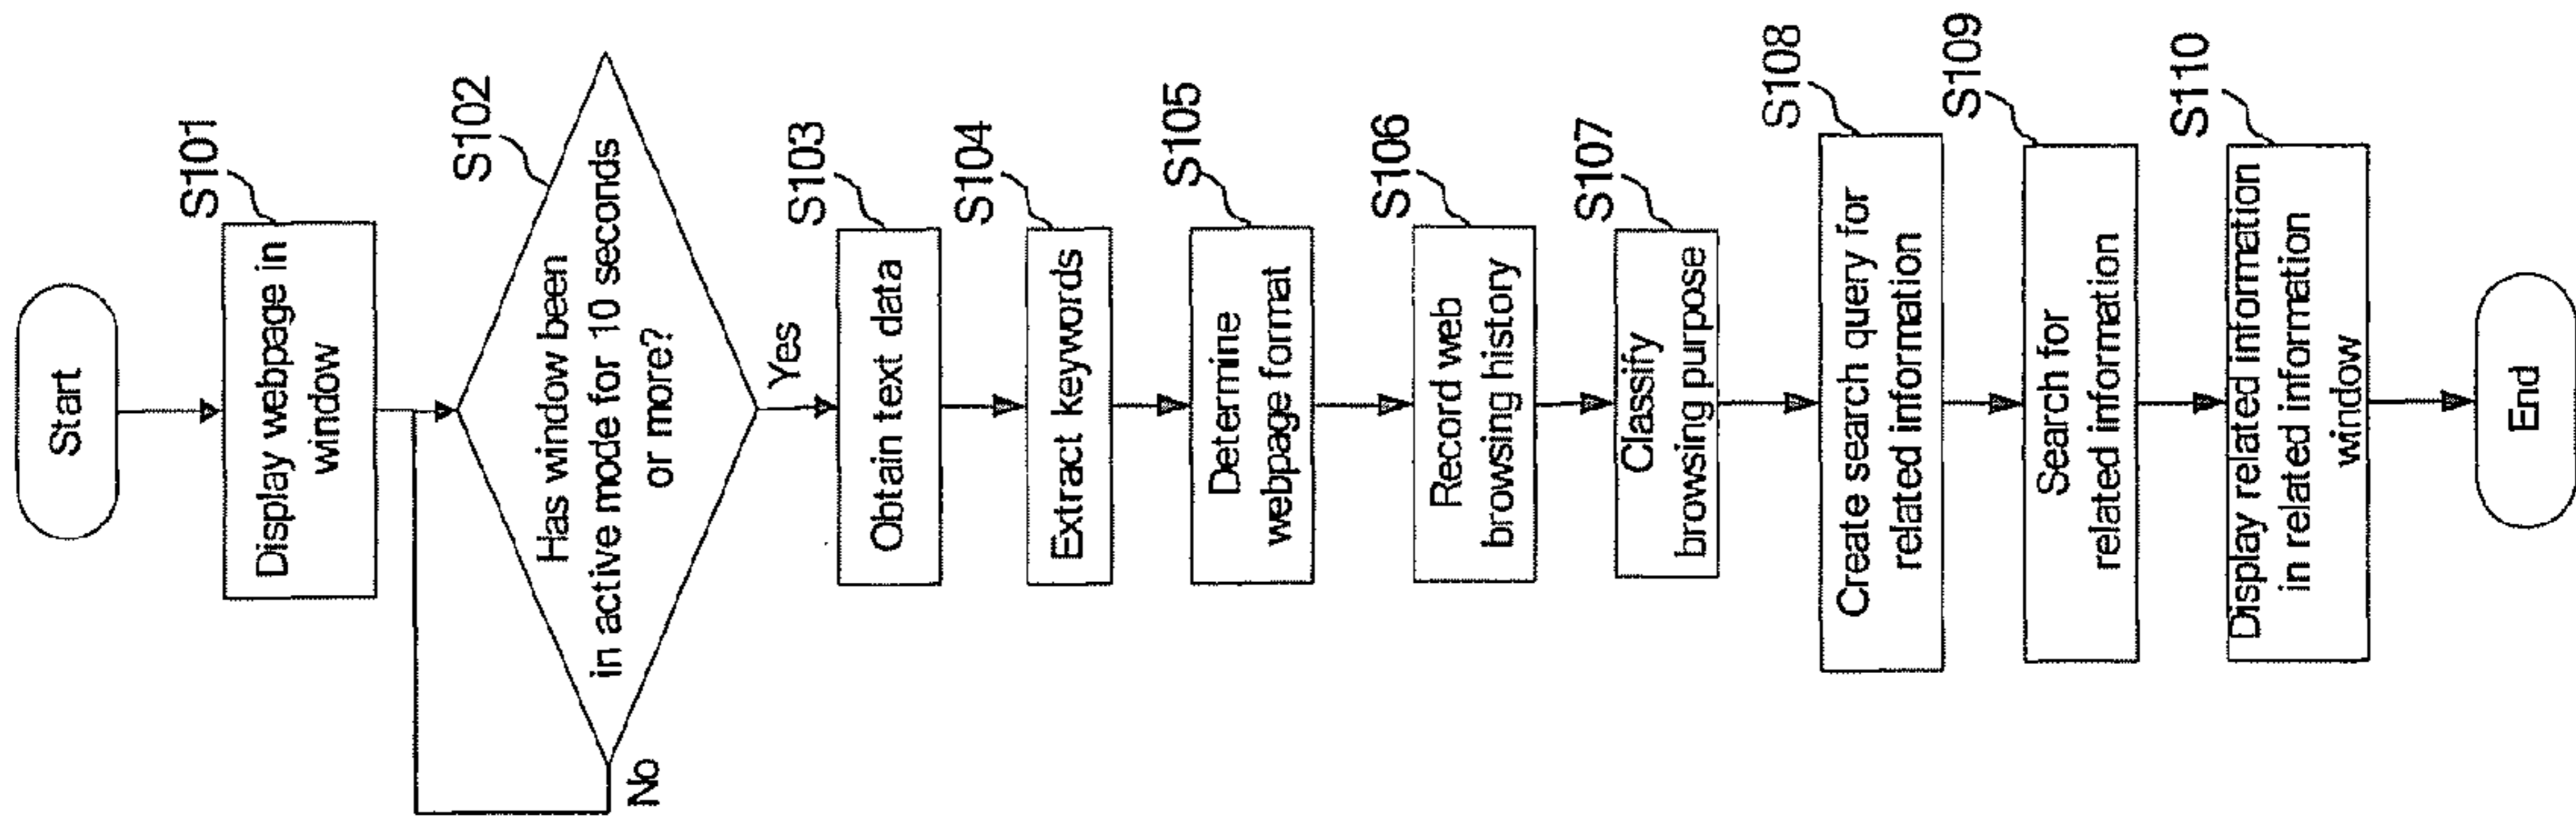 Start
S101
Display webpage in
window
S102
Has window been
in active mode for 10 seconds
or more?
No
Yes
S103
Obtain text data
S104
Extract keywords
S105
Determine
webpage format
S106
Record web
browsing history
S107
Classify
browsing purpose
S108
Create search query for
related information
S109
Search for
related information
S110
Display related information
in related information
window
End